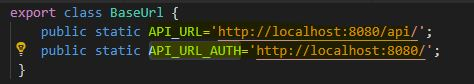 export class BaseUrl {
public static API_URL='http://localhost:8080/api/';
public static API_URL_AUTH='http://localhost:8080/';
}